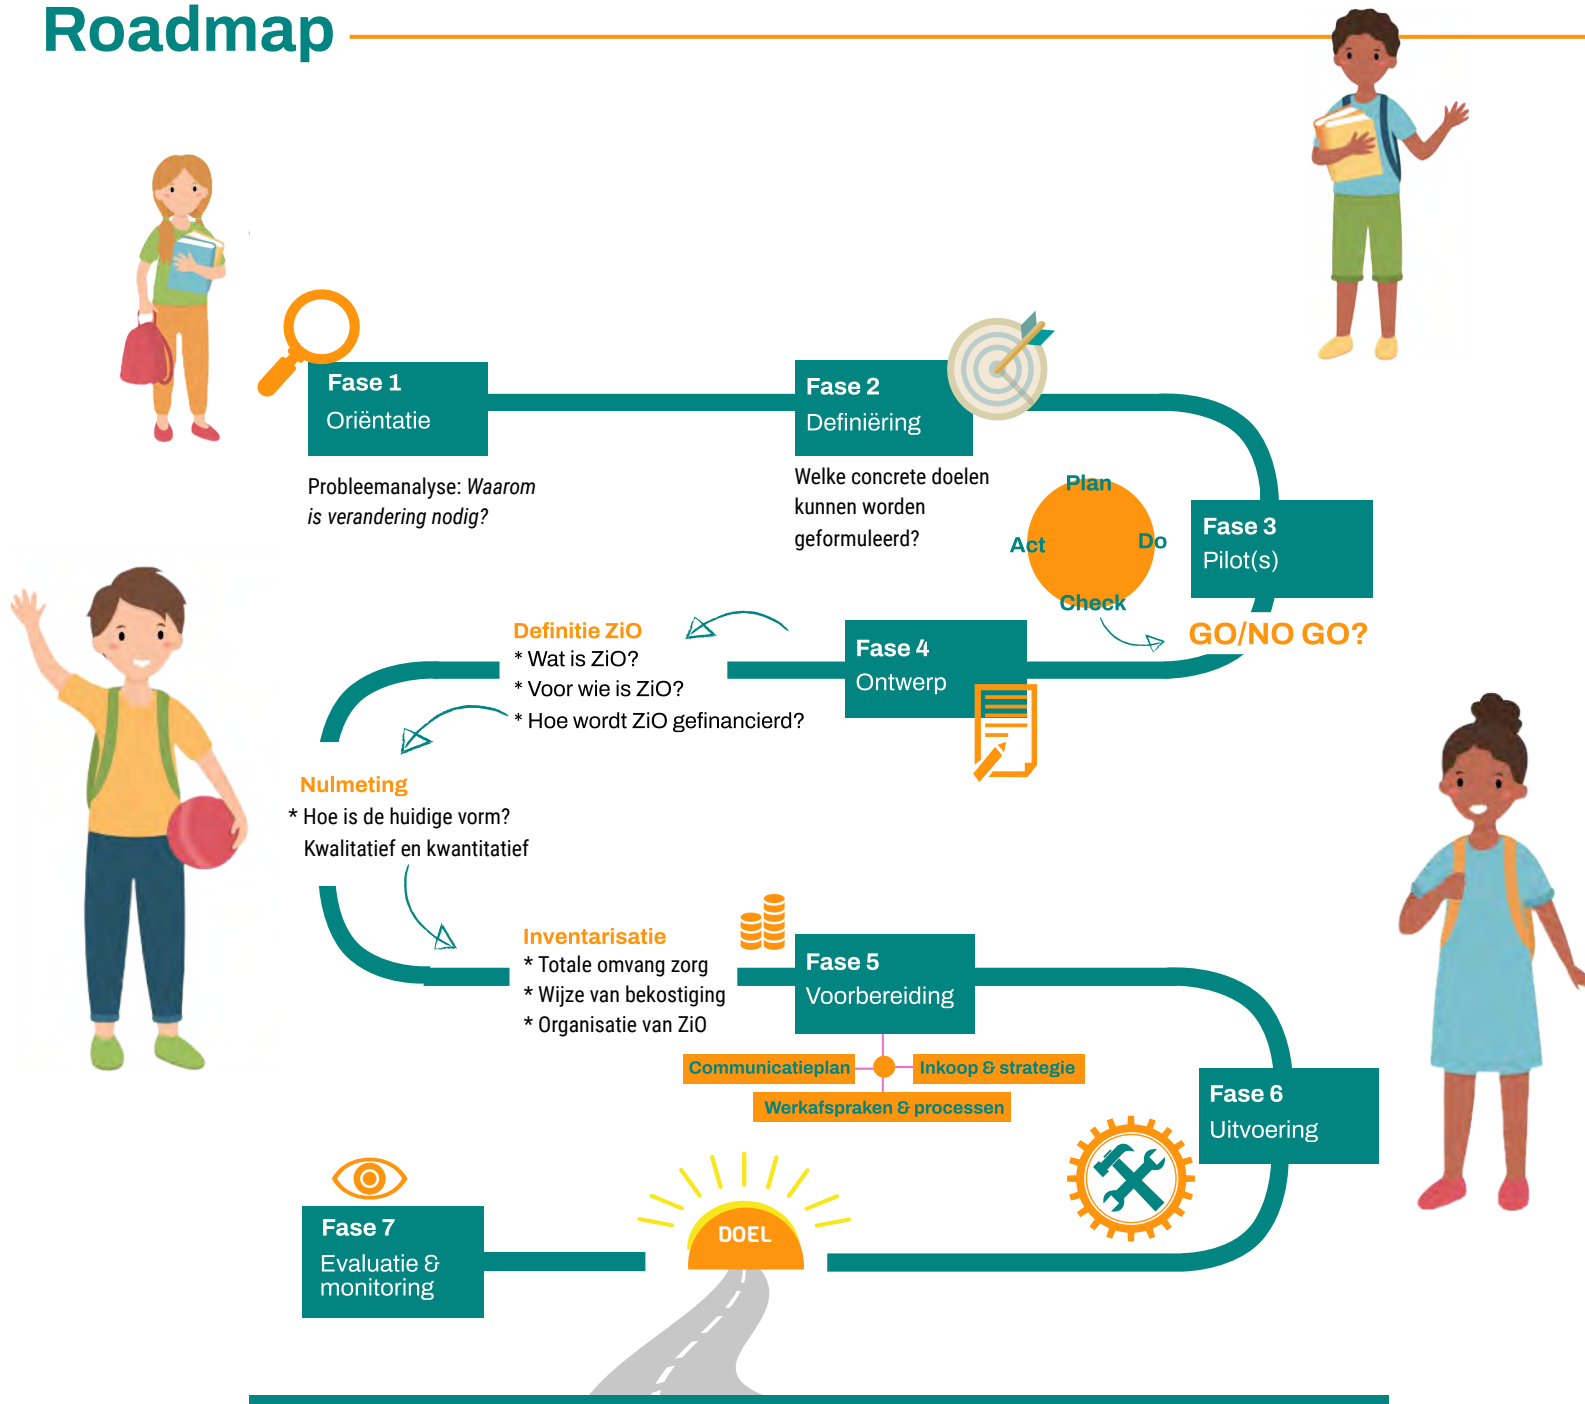 Roadmap
Fase 1
Oriëntatie
Probleemanalyse: Waarom
is verandering nodig?
Fase 2
Definiëring
Welke concrete doelen
kunnen worden
geformuleerd?
Plan
Do
Check
Act
Fase 3
Pilot(s)
GO/NO GO?
Fase 4
Ontwerp
Definitie ZiO
* Wat is ZiO?
* Voor wie is ZiO?
* Hoe wordt ZiO gefinancierd?
Nulmeting
* Hoe is de huidige vorm?
Kwalitatief en kwantitatief
Inventarisatie
* Totale omvang zorg
* Wijze van bekostiging
* Organisatie van ZiO
Fase 5
Voorbereiding
Communicatieplan
Inkoop & strategie
Werkafspraken & processen
Fase 6
Uitvoering
DOEL
Fase 7
Evaluatie &
monitoring